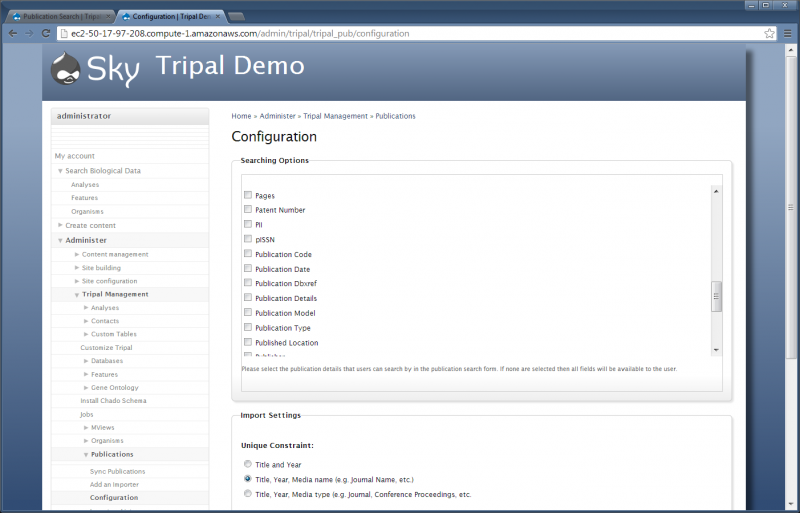 Publication Search | Tripal
Configuration | Tripal Dem
ec2-50-17-97-208.compute-1.amazonaws.com/admin/tripal/tripal_pub/configuration
Sky Tripal Demo
administrator
My account
Search Biological Data
Analyses
Features
Organisms
Create content
Administer
Content management
Site building
Site configuration
Tripal Management
Analyses
Contacts
Custom Tables
Customize Tripal
Databases
Features
Gene Ontology
Install Chado Schema
Jobs
MViews
Organisms
Publications
Sync Publications
Add an Importer
Configuration
Home » Administer » Tripal Management » Publications
Configuration
Searching Options
Pages
Patent Number
PII
pISSN
Publication Code
Publication Date
Publication Dbxref
Publication Details
Publication Model
Publication Type
Published Location
Publisher
Please select the publication details that users can search by in the publication search form. If none are selected then all fields will be available to the user.
Import Settings
Unique Constraint:
Title and Year
Title, Year, Media name (e.g. Journal Name, etc.)
Title, Year, Media type (e.g. Journal, Conference Proceedings, etc.